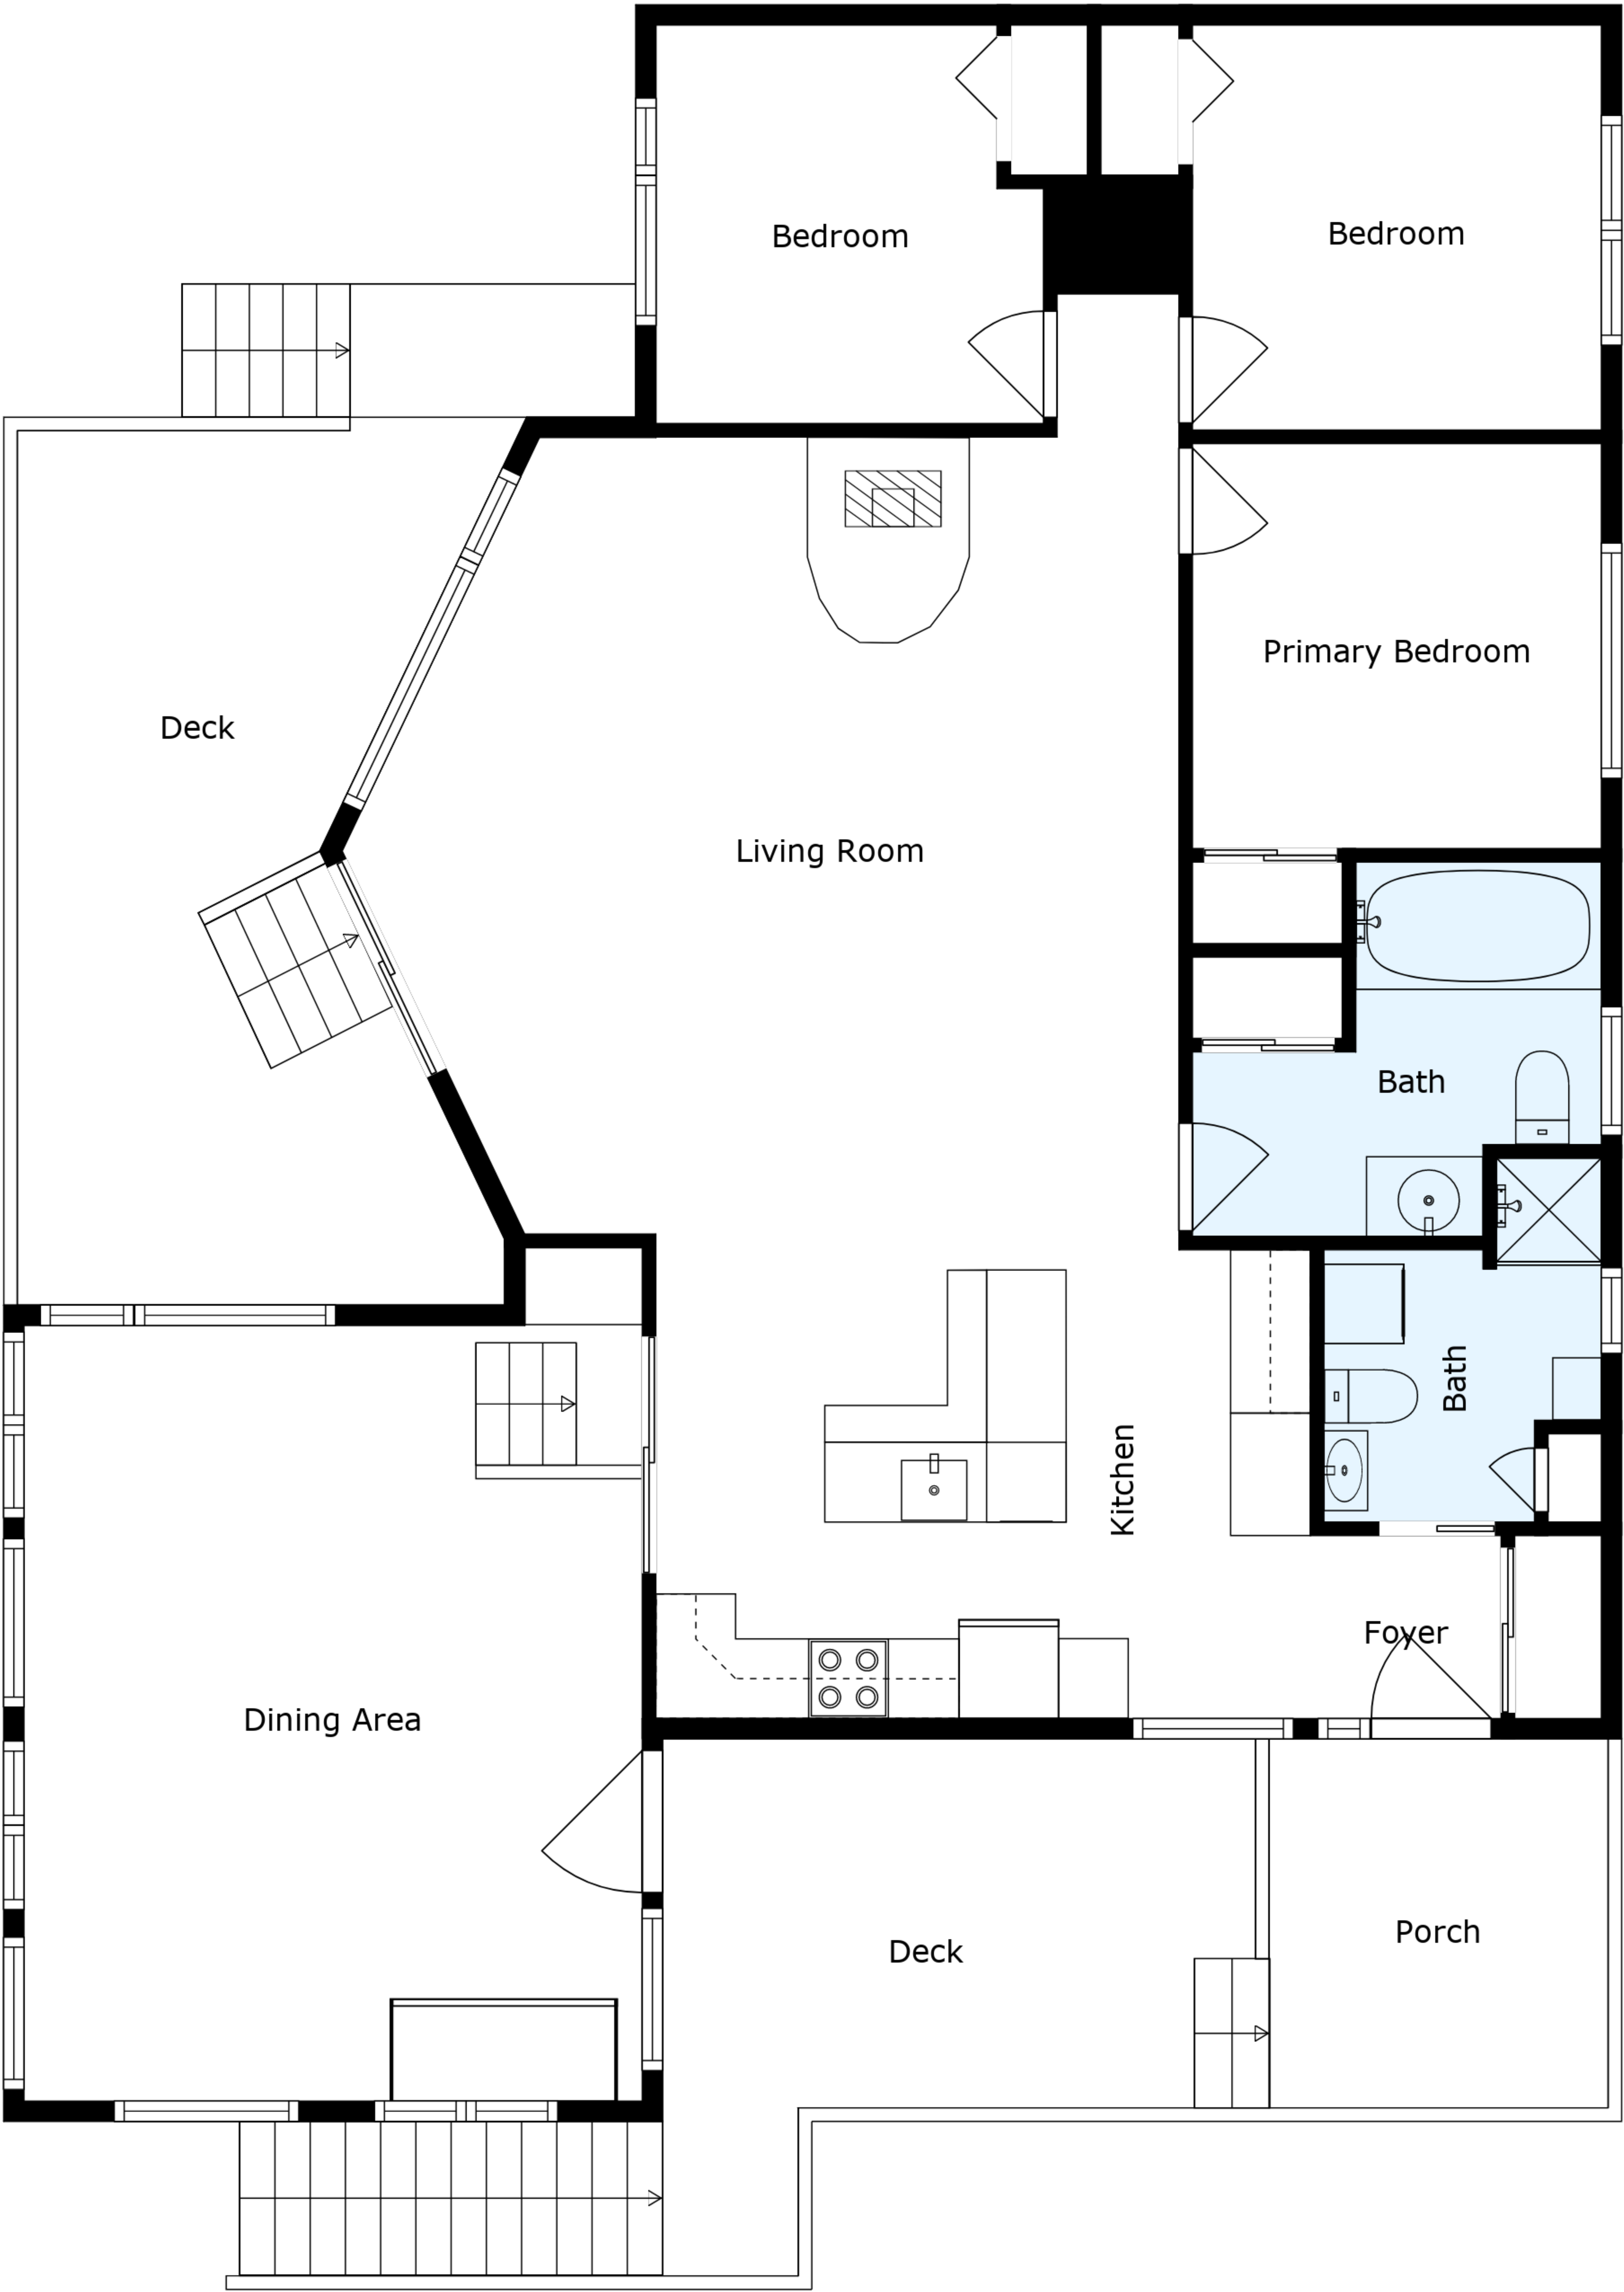 Bedroom
Bedroom
Primary Bedroom
Deck
Living Room
Bath
Bath
Kitchen
Foyer
Dining Area
Porch
Deck